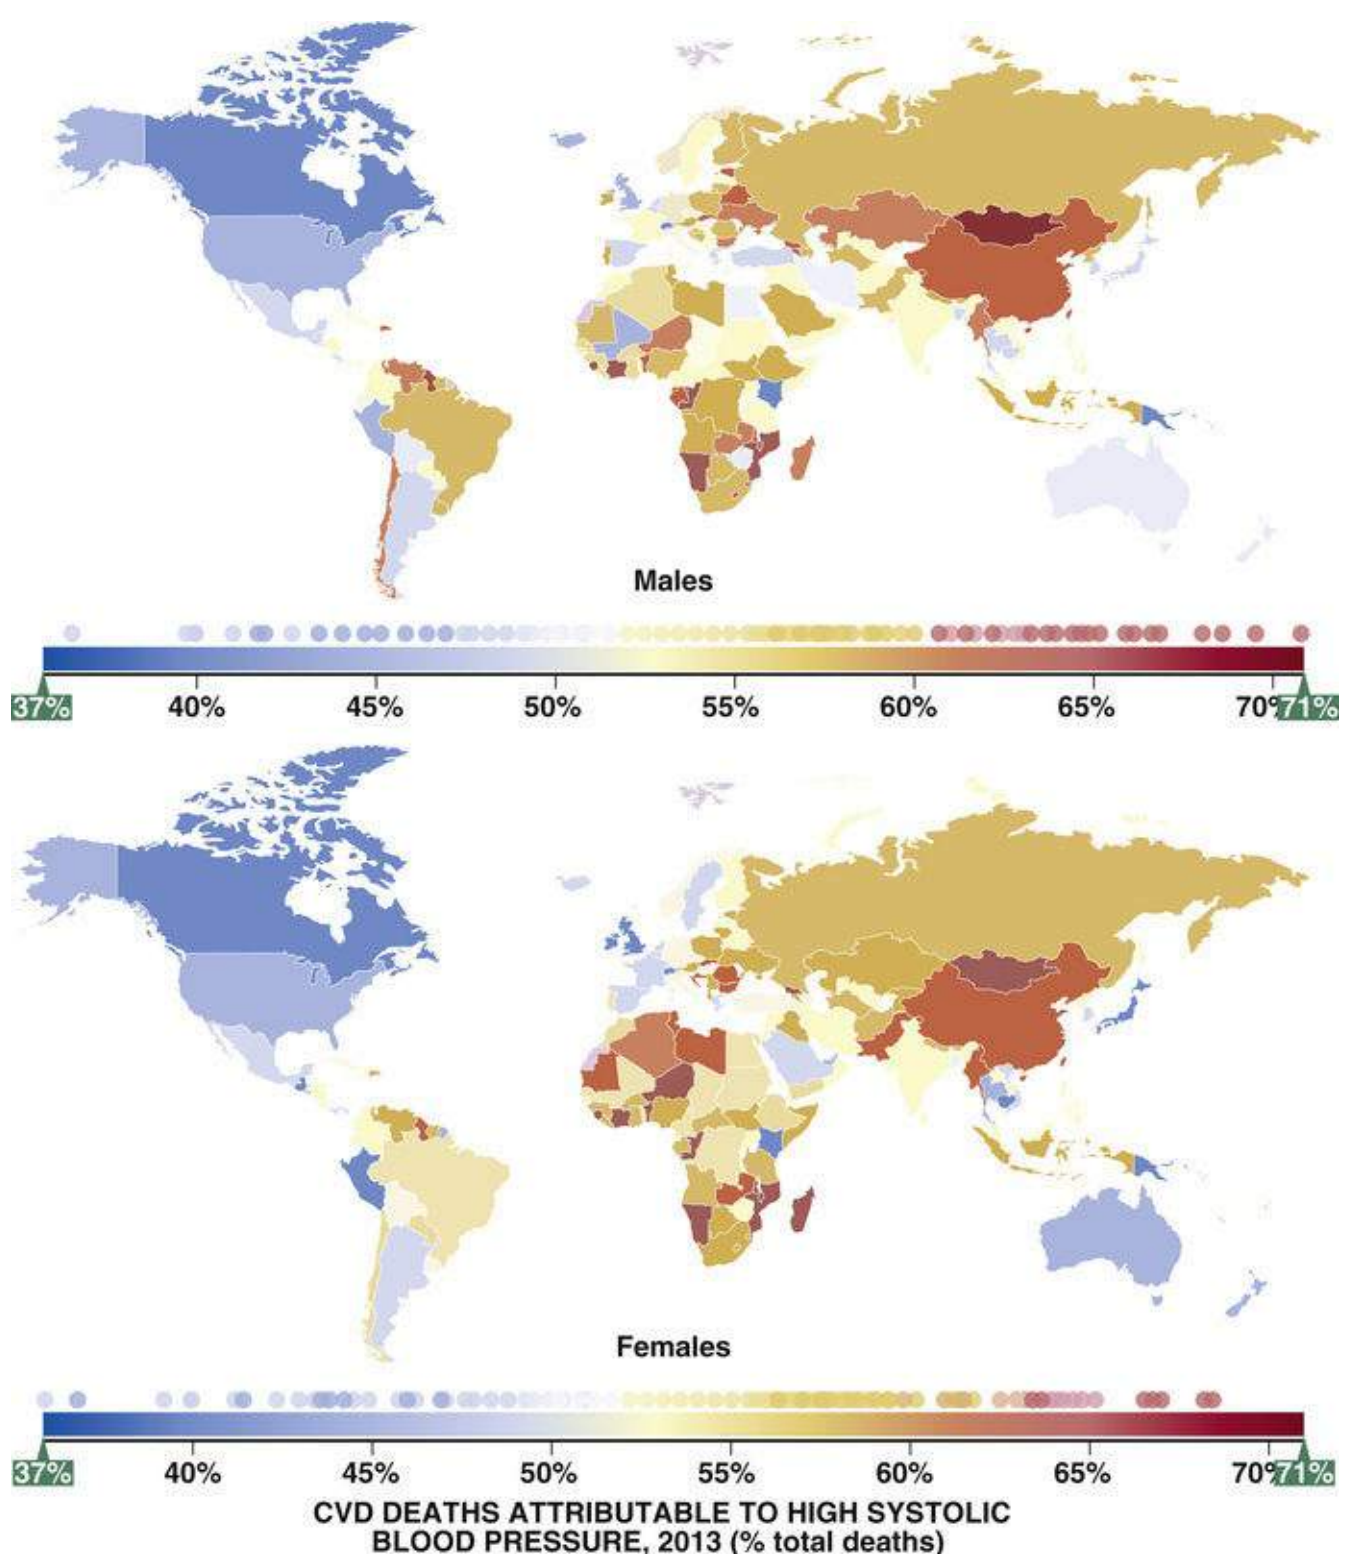 Males
37% 40% 45% 50% 55% 60% 65% 70% 71%
Females
37% 40% 45% 50% 55% 60% 65% 70% 71%
CVD DEATHS ATTRIBUTABLE TO HIGH SYSTOLIC
BLOOD PRESSURE, 2013 (% total deaths)